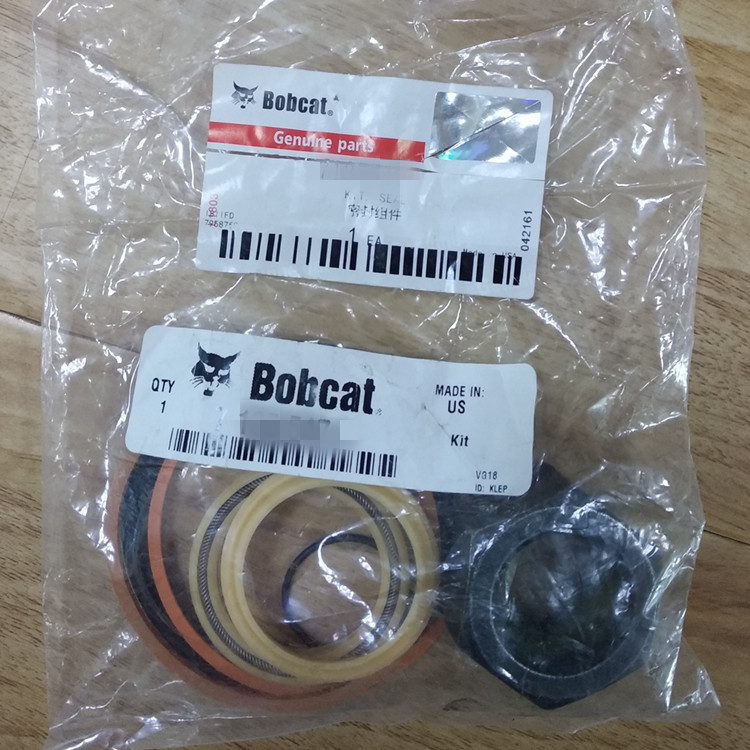 Bobcat®
Genuine parts
密封组件
1 EA
042161
QTY
1
Bobcat®
MADE IN:
US
Kit
VG18
ID: KLEP